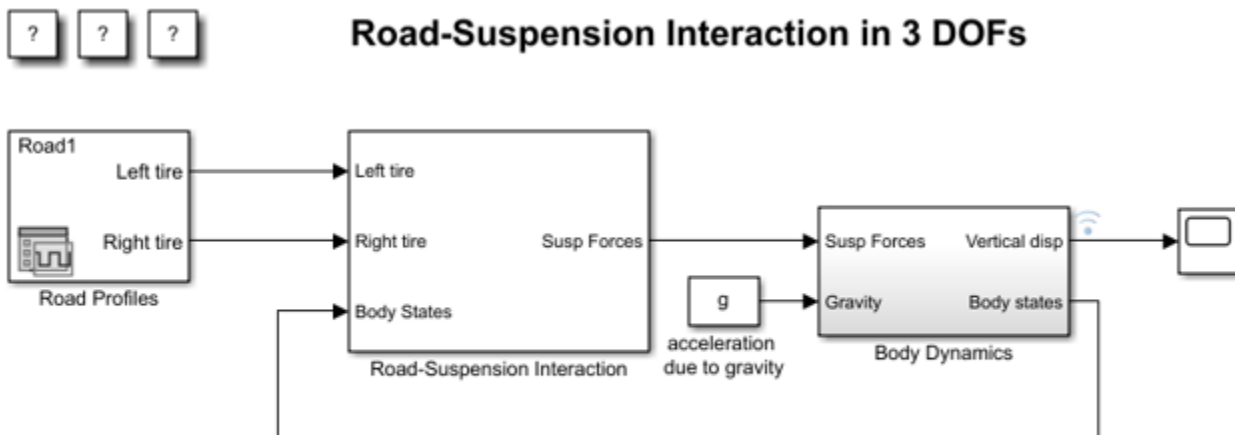 ? ? ?
Road-Suspension Interaction in 3 DOFs
Road1
Left tire
Right tire
Road Profiles
Left tire
Right tire
Susp Forces
Body States
Road-Suspension Interaction
g
acceleration
due to gravity
Susp Forces
Vertical disp
Gravity
Body states
Body Dynamics